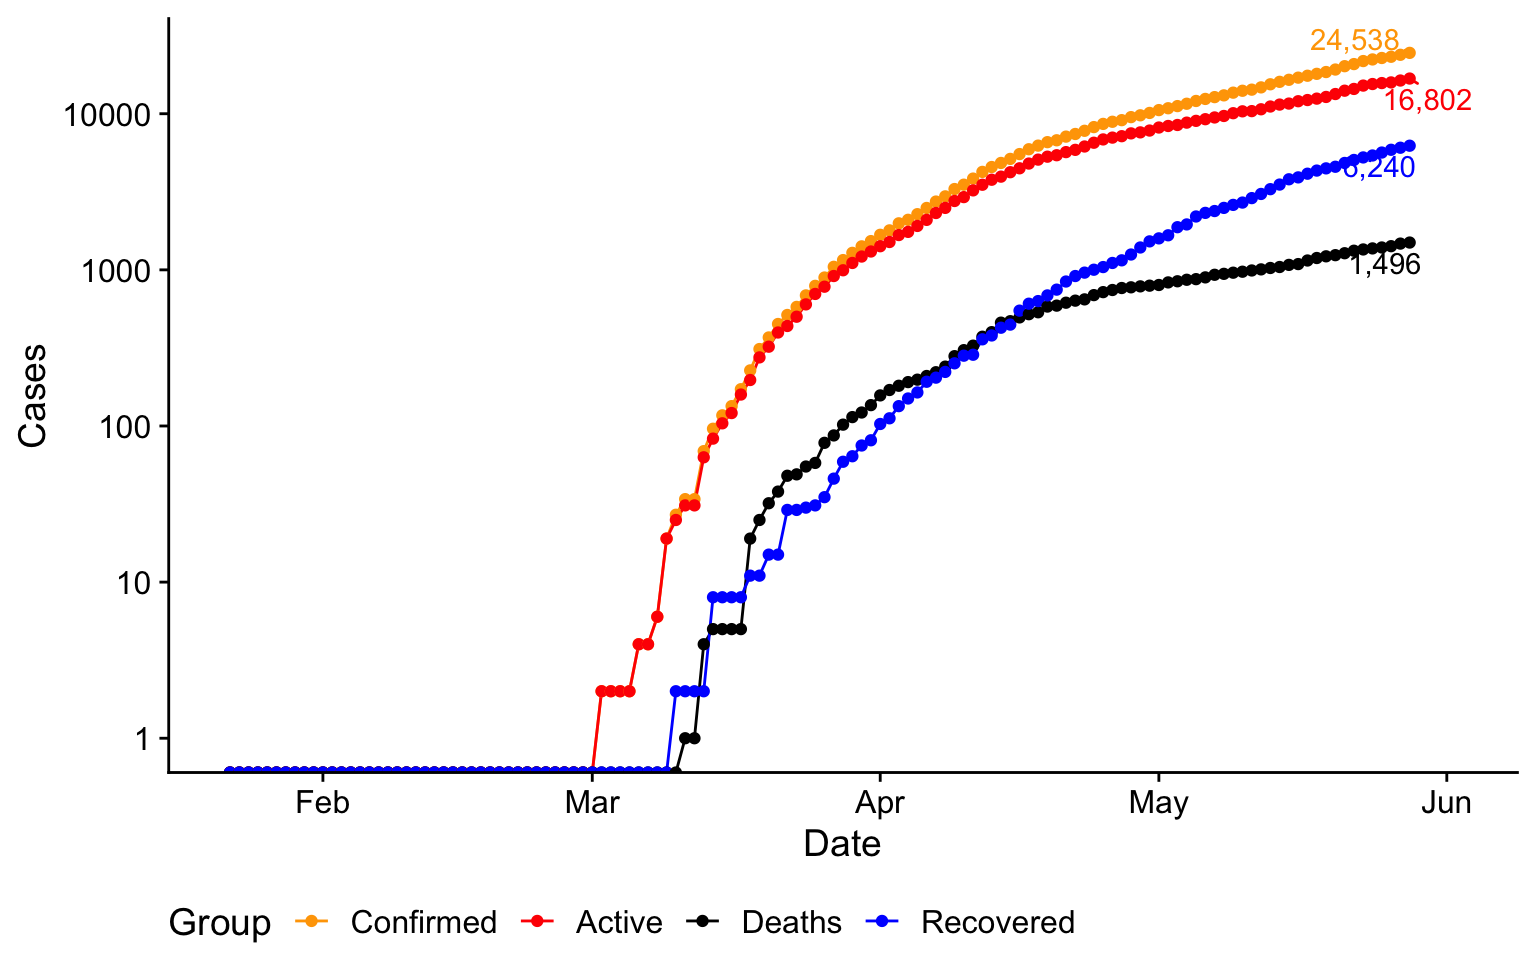 24,538
16,802
6,240
1,496
10000
1000
100
10
1
Cases
Feb Mar Apr May Jun
Date
Group Confirmed Active Deaths Recovered